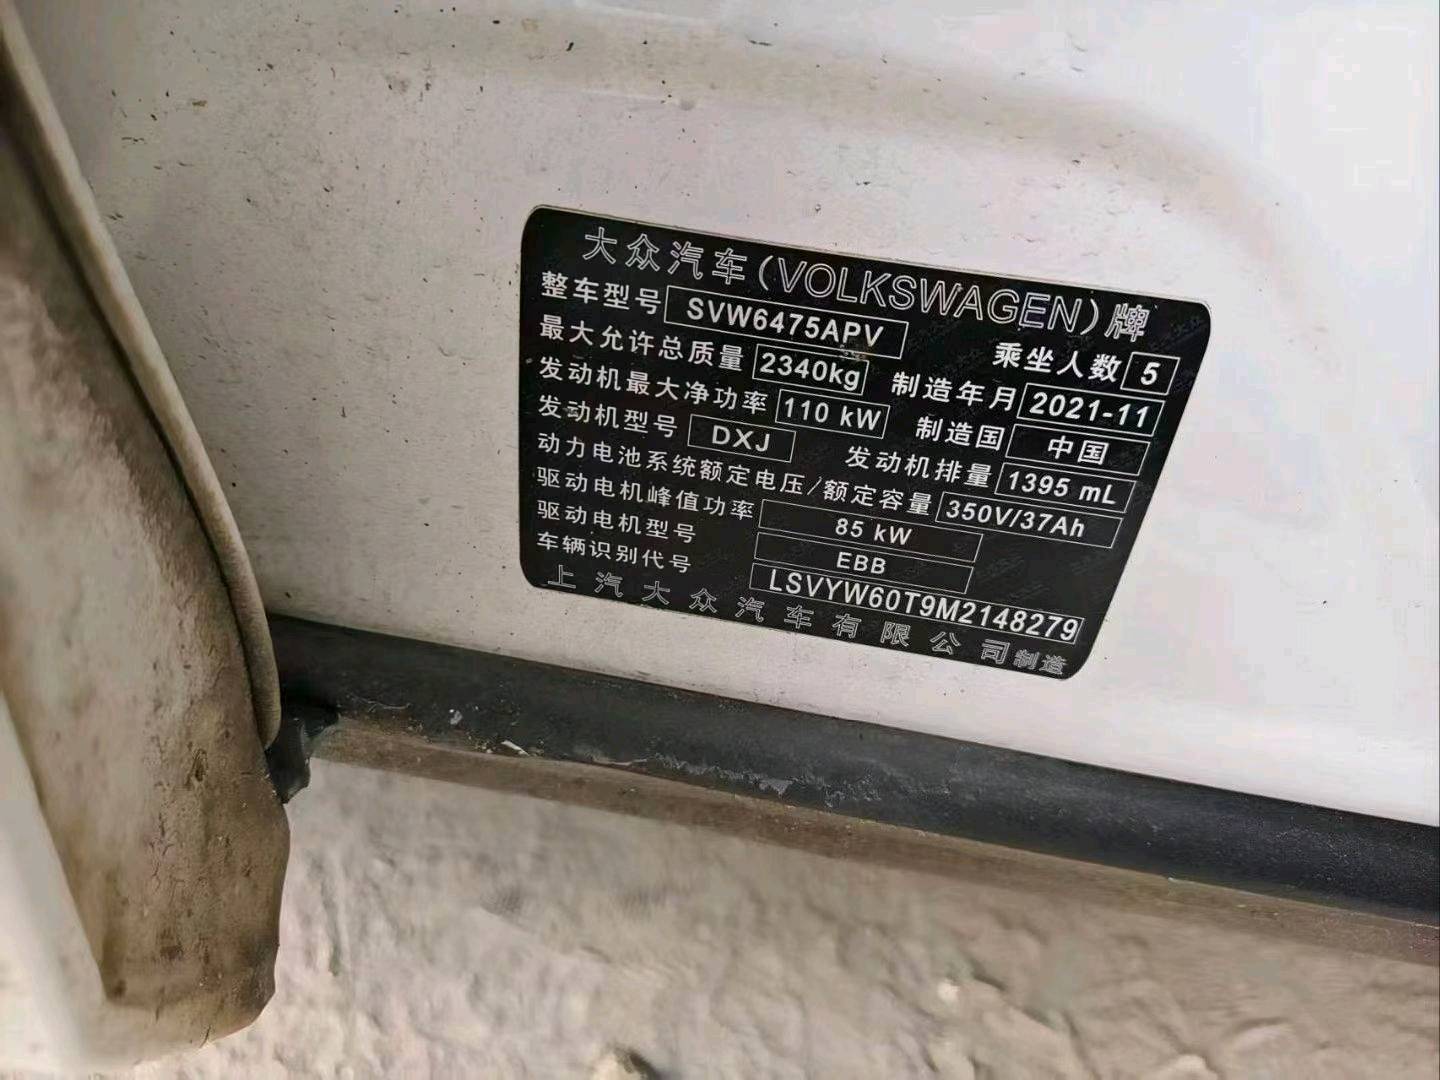 大众汽车(VOLKSWAGEN)牌
整车型号 SVW6475APV 乘坐人数 5
最大允许总质量 2340kg 制造年月 2021-11
发动机最大净功率 110 kW 制造国 中国
发动机型号 DXJ 发动机排量 1395 mL
动力电池系统额定电压/额定容量 350V/37Ah
驱动电机峰值功率 85 kW
驱动电机型号 EBB
车辆识别代号 LSVYW60T9M2148279
上汽大众汽车有限公司制造